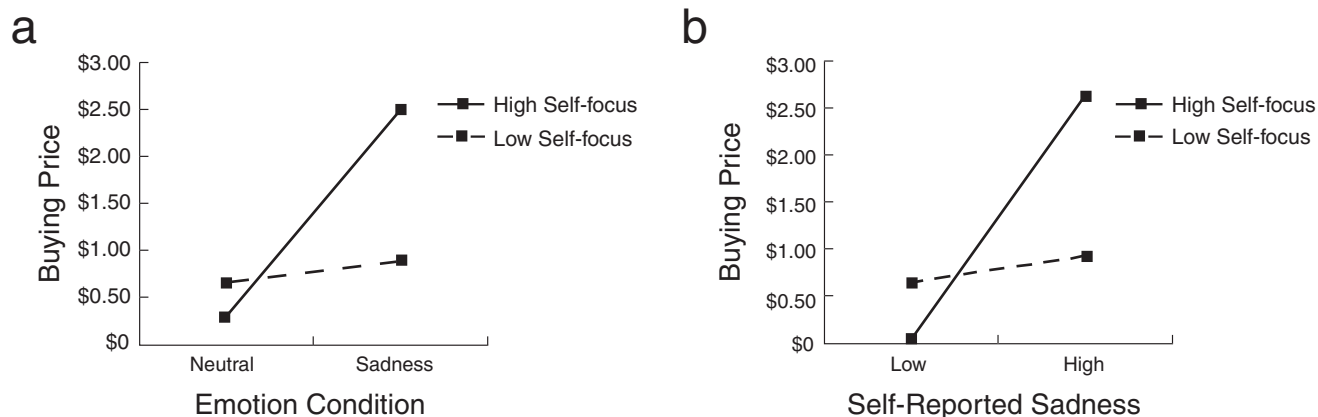 a
$3.00
$2.50
$2.00
$1.50
$1.00
$0.50
$0
Buying Price
Neutral
Sadness
Emotion Condition
High Self-focus
Low Self-focus
b
$3.00
$2.50
$2.00
$1.50
$1.00
$0.50
$0
Buying Price
Low
High
Self-Reported Sadness
High Self-focus
Low Self-focus